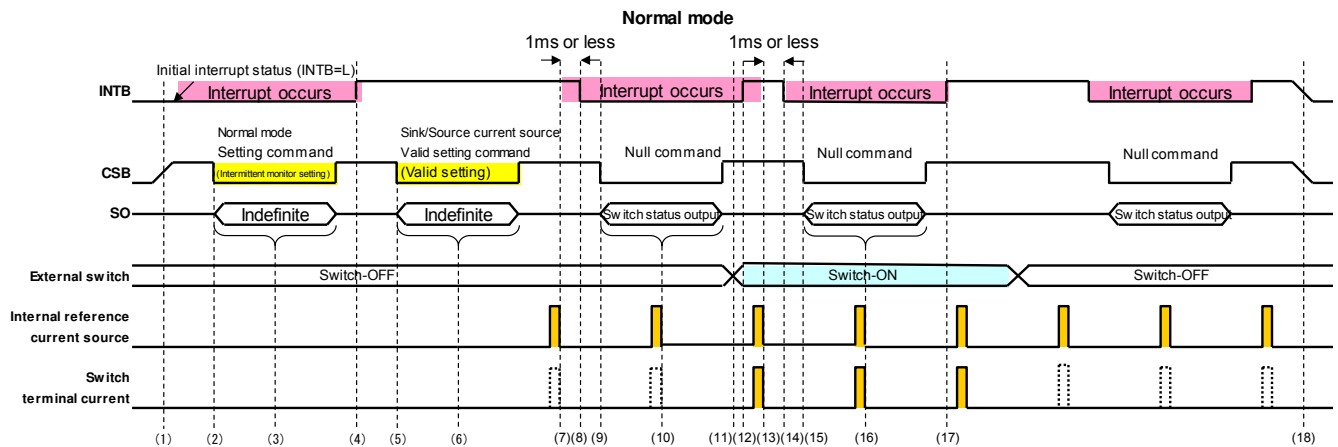 Normal mode
1ms or less
1ms or less
Initial interrupt status (INTB=L)
INTB
Interrupt occurs
Interrupt occurs
Interrupt occurs
Interrupt occurs
Normal mode
Setting command
(Intermittent monitor setting)
Sink/Source current source
Valid setting command
(Valid setting)
Null command
Null command
Null command
CSB
SO
Indefinite
Indefinite
Switch status output
Switch status output
Switch status output
External switch
Switch-OFF
Switch-ON
Switch-OFF
Internal reference
current source
Switch
terminal current
(1)
(2)
(3)
(4)
(5)
(6)
(7)
(8)
(9)
(10)
(11)
(12)
(13)
(14)
(15)
(16)
(17)
(18)